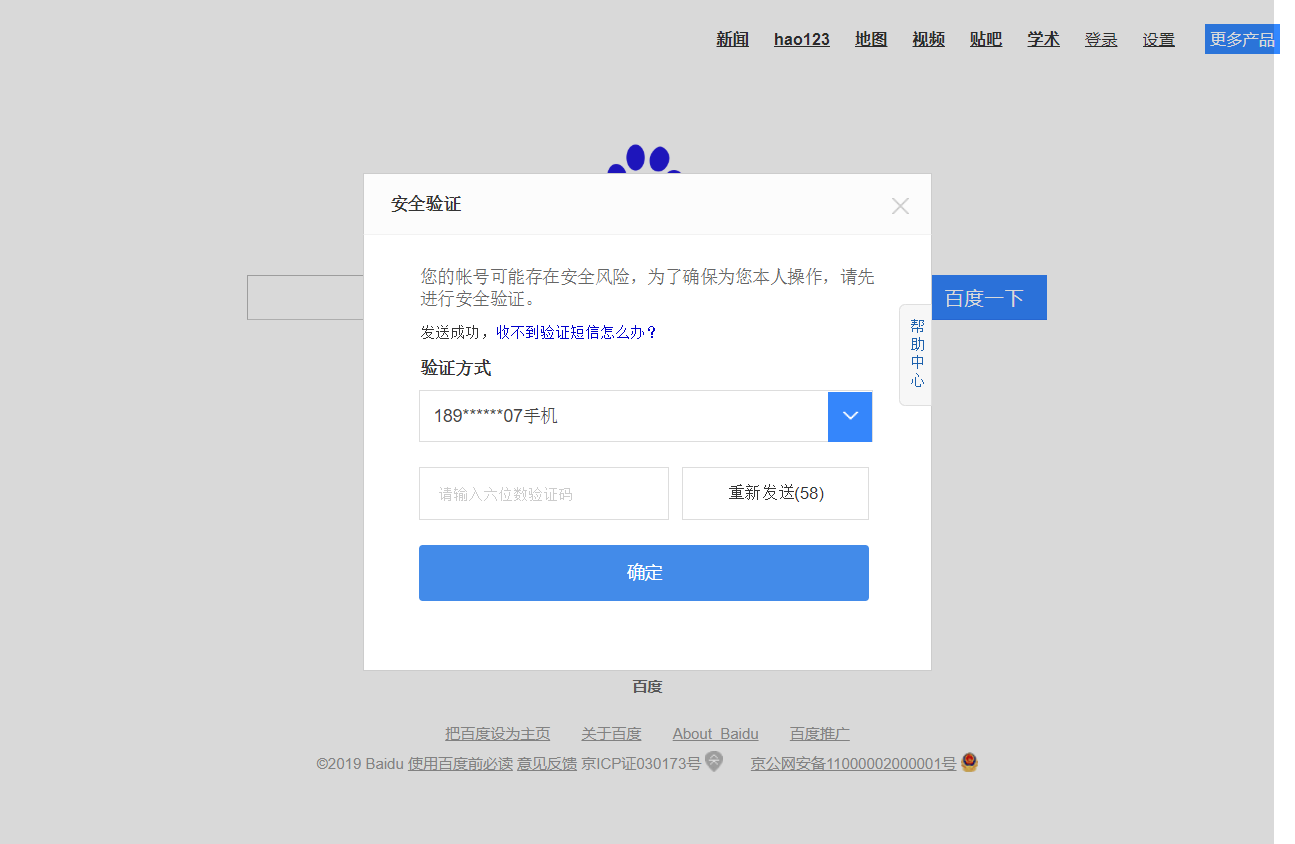 新闻 hao123 地图 视频 贴吧 学术 登录 设置 更多产品
安全验证
您的帐号可能存在安全风险，为了确保为您本人操作，请先
进行安全验证。
百度一下
帮助中心
发送成功，收不到验证短信怎么办？
验证方式
189******07手机
请输入六位数验证码 重新发送(58)
确定
百度
把百度设为主页 关于百度 About Baidu 百度推广
©2019 Baidu 使用百度前必读 意见反馈 京ICP证030173号 京公网安备11000002000001号